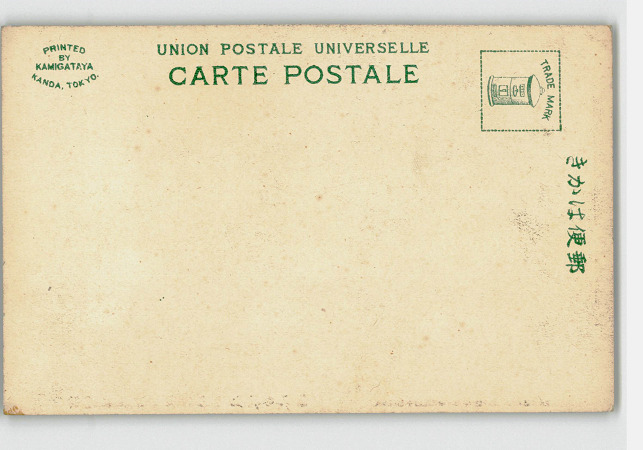 PRINTED
BY
KAMIGATAYA
KANDA, TOKYO.
UNION POSTALE UNIVERSELLE
CARTE POSTALE
TRADE MARK
郵便はかき